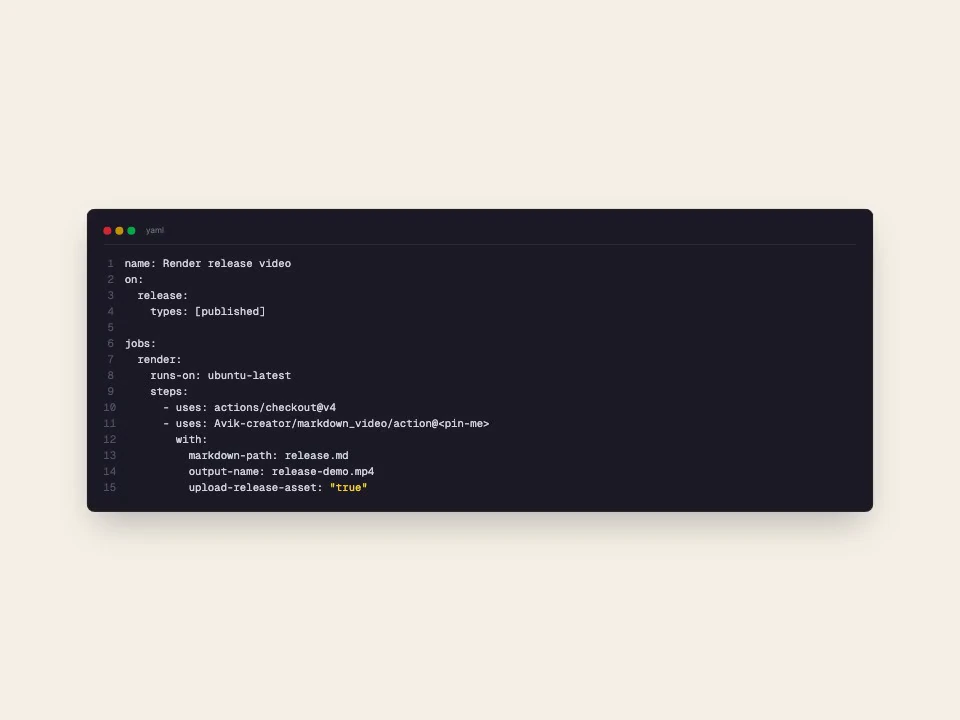 yaml
1 name: Render release video
2 on:
3   release:
4     types: [published]
5
6 jobs:
7   render:
8     runs-on: ubuntu-latest
9     steps:
10       - uses: actions/checkout@v4
11       - uses: Avik-creator/markdown_video/action@<pin-me>
12         with:
13           markdown-path: release.md
14           output-name: release-demo.mp4
15           upload-release-asset: "true"